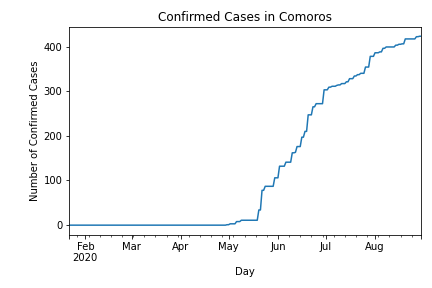 Confirmed Cases in Comoros
Number of Confirmed Cases
400
300
200
100
0
Feb Mar Apr May Jun Jul Aug
2020
Day